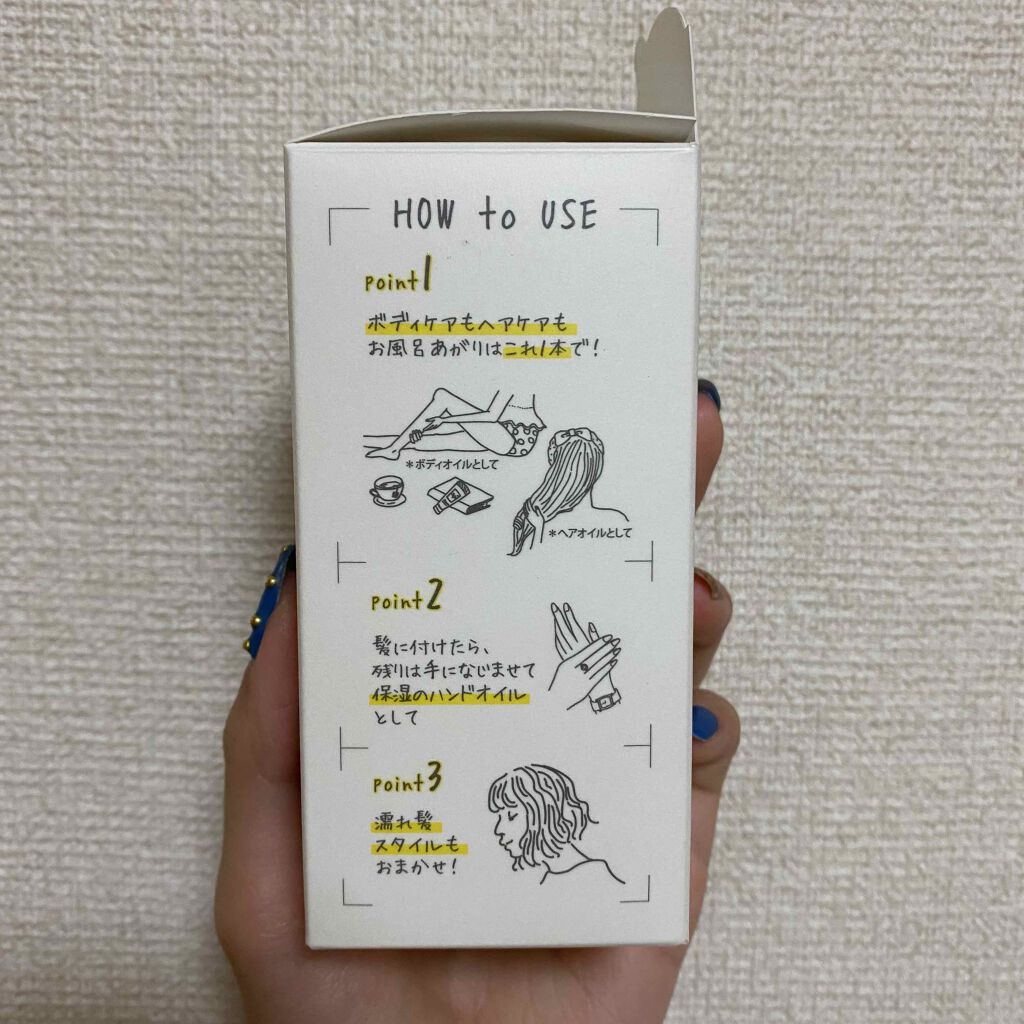 HOW to USE
point1
ボディケアもヘアケアも
お風呂あがりはこれ1本で!
*ボディオイルとして
*ヘアオイルとして
point2
髪に付けたら、
残りは手になじませて
保湿のハンドオイル
として
point3
濡れ髪
スタイルも
おまかせ!